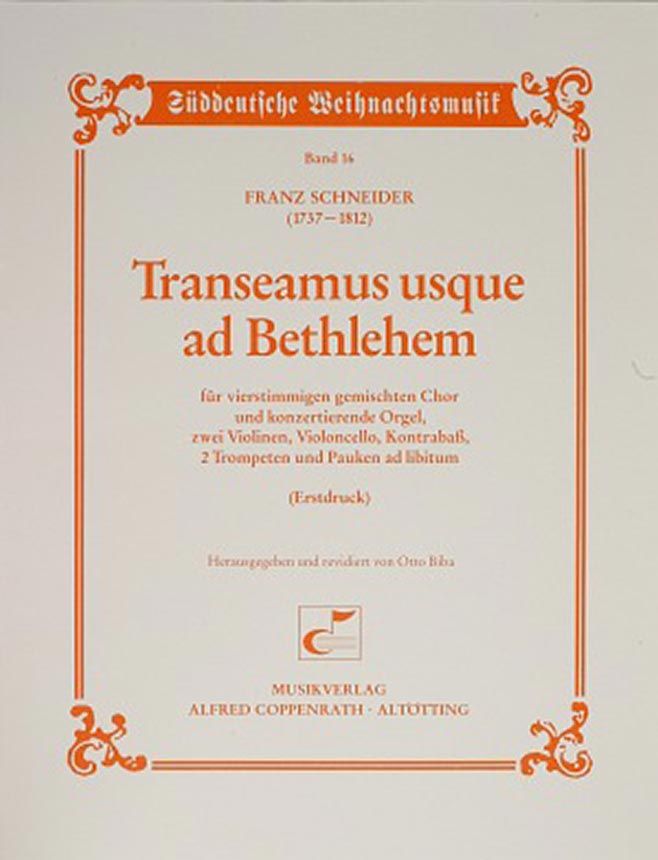 Süddeutsche Weihnachtsmusik
Band 16
FRANZ SCHNEIDER
(1737–1812)
Transeamus usque
ad Bethlehem
für vierstimmigen gemischten Chor
und konzertierende Orgel,
zwei Violinen, Violoncello, Kontrabaß,
2 Trompeten und Pauken ad libitum
(Erstdruck)
Herausgegeben und revidiert von Otto Biba
MUSIKVERLAG
ALFRED COPPENRATH · ALTÖTTING